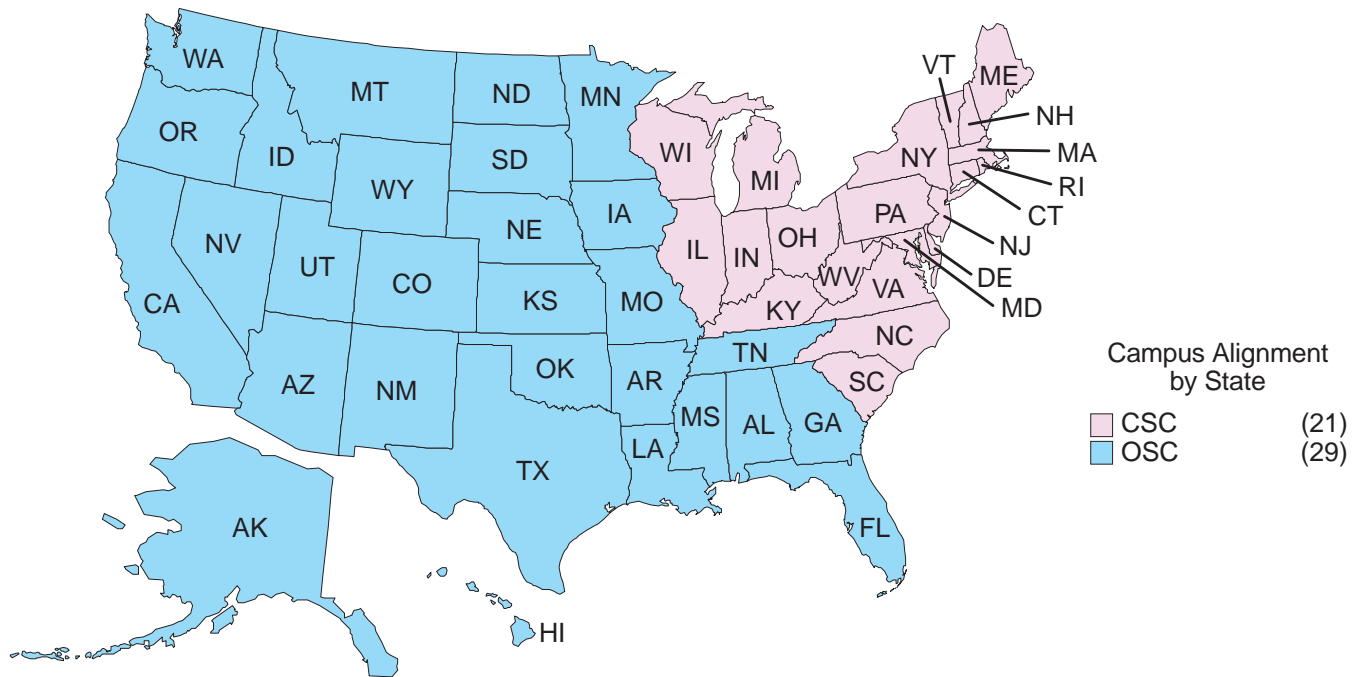 WA
MT
ND
MN
VT
ME
OR
ID
SD
WI
NY
NH
MA
WY
MI
RI
IA
PA
CT
NV
NE
IL
IN
OH
NJ
UT
CO
WV
DE
CA
KS
MO
VA
MD
KY
NC
TN
Campus Alignment
by State
AZ
NM
OK
AR
SC
MS
AL
GA
CSC (21)
LA
OSC (29)
TX
AK
FL
HI